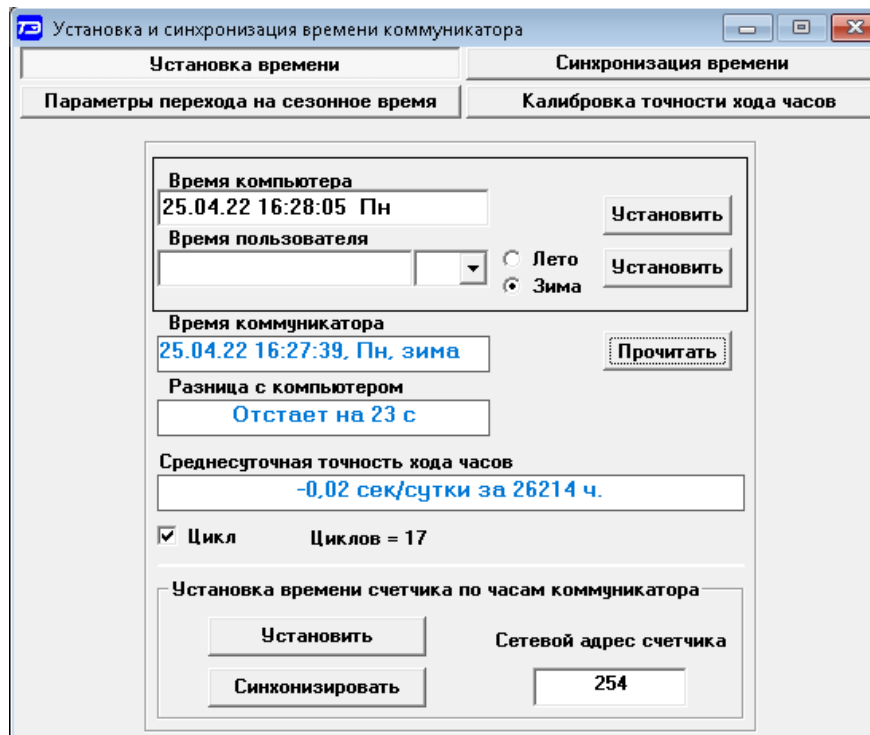 ТЭ Установка и синхронизация времени коммуникатора
Установка времени Синхронизация времени
Параметры перехода на сезонное время Калибровка точности хода часов
Время компьютера
25.04.22 16:28:05 Пн
Установить
Время пользователя
Лето
Зима
Установить
Время коммуникатора
25.04.22 16:27:39, Пн, зима
Прочитать
Разница с компьютером
Отстает на 23 с
Среднесуточная точность хода часов
-0,02 сек/сутки за 26214 ч.
Цикл Циклов = 17
Установка времени счетчика по часам коммуникатора
Установить
Сетевой адрес счетчика
Синхонизировать
254